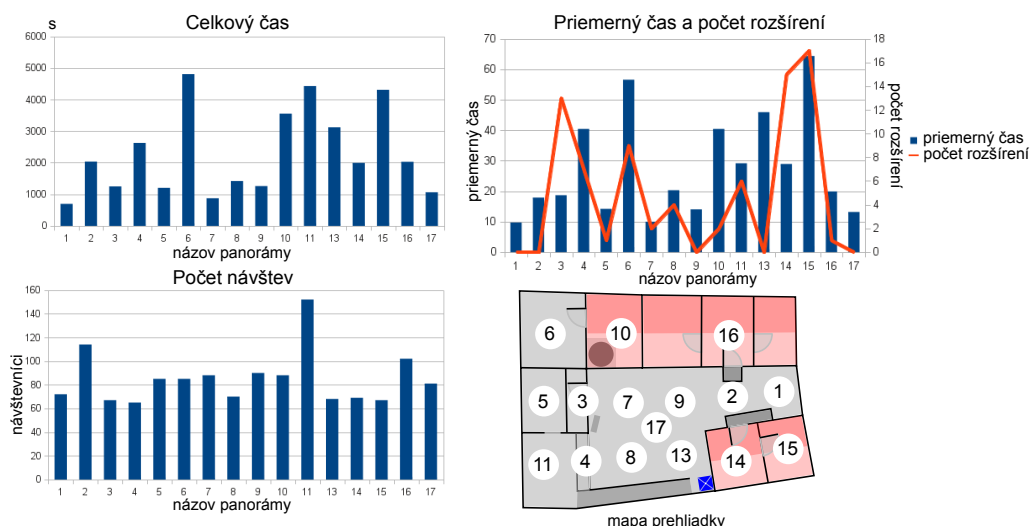 Celkový čas
s
6000
5000
4000
3000
2000
1000
0
1 2 3 4 5 6 7 8 9 10 11 13 14 15 16 17
názov panorámy
Priemerný čas a počet rozšírení
70
60
50
40
30
20
10
0
priemerný čas
18
16
14
12
10
8
6
4
2
0
počet rozšírení
1 2 3 4 5 6 7 8 9 10 11 13 14 15 16 17
názov panorámy
priemerný čas
počet rozšírení
Počet návštev
160
140
120
100
80
60
40
20
0
návštevníci
1 2 3 4 5 6 7 8 9 10 11 13 14 15 16 17
názov panorámy
6 10 16
5 3 7 9 2 1
17
11 4 8 13 14 15
mapa prehliadky